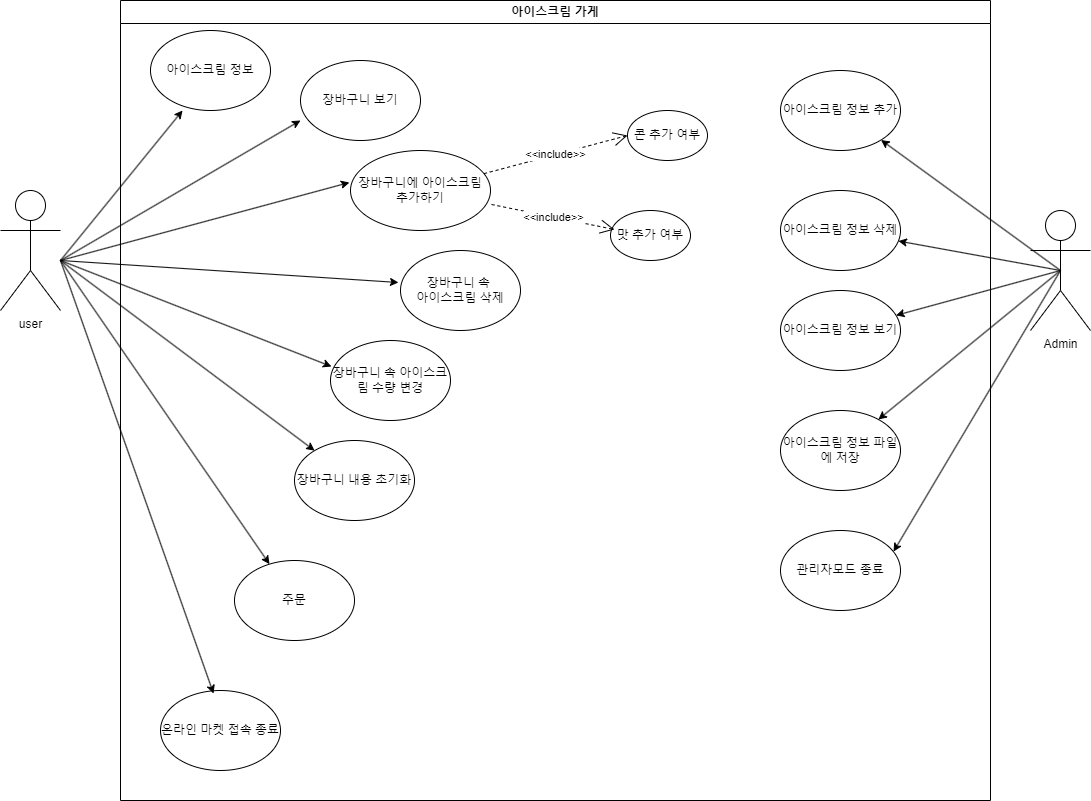 아이스크림 가게
아이스크림 정보
장바구니 보기
장바구니에 아이스크림
추가하기
<<include>>
콘 추가 여부
<<include>>
맛 추가 여부
장바구니 속
아이스크림 삭제
장바구니 속 아이스크
림 수량 변경
장바구니 내용 초기화
주문
온라인 마켓 접속 종료
user
아이스크림 정보 추가
아이스크림 정보 삭제
아이스크림 정보 보기
아이스크림 정보 파일
에 저장
관리자모드 종료
Admin